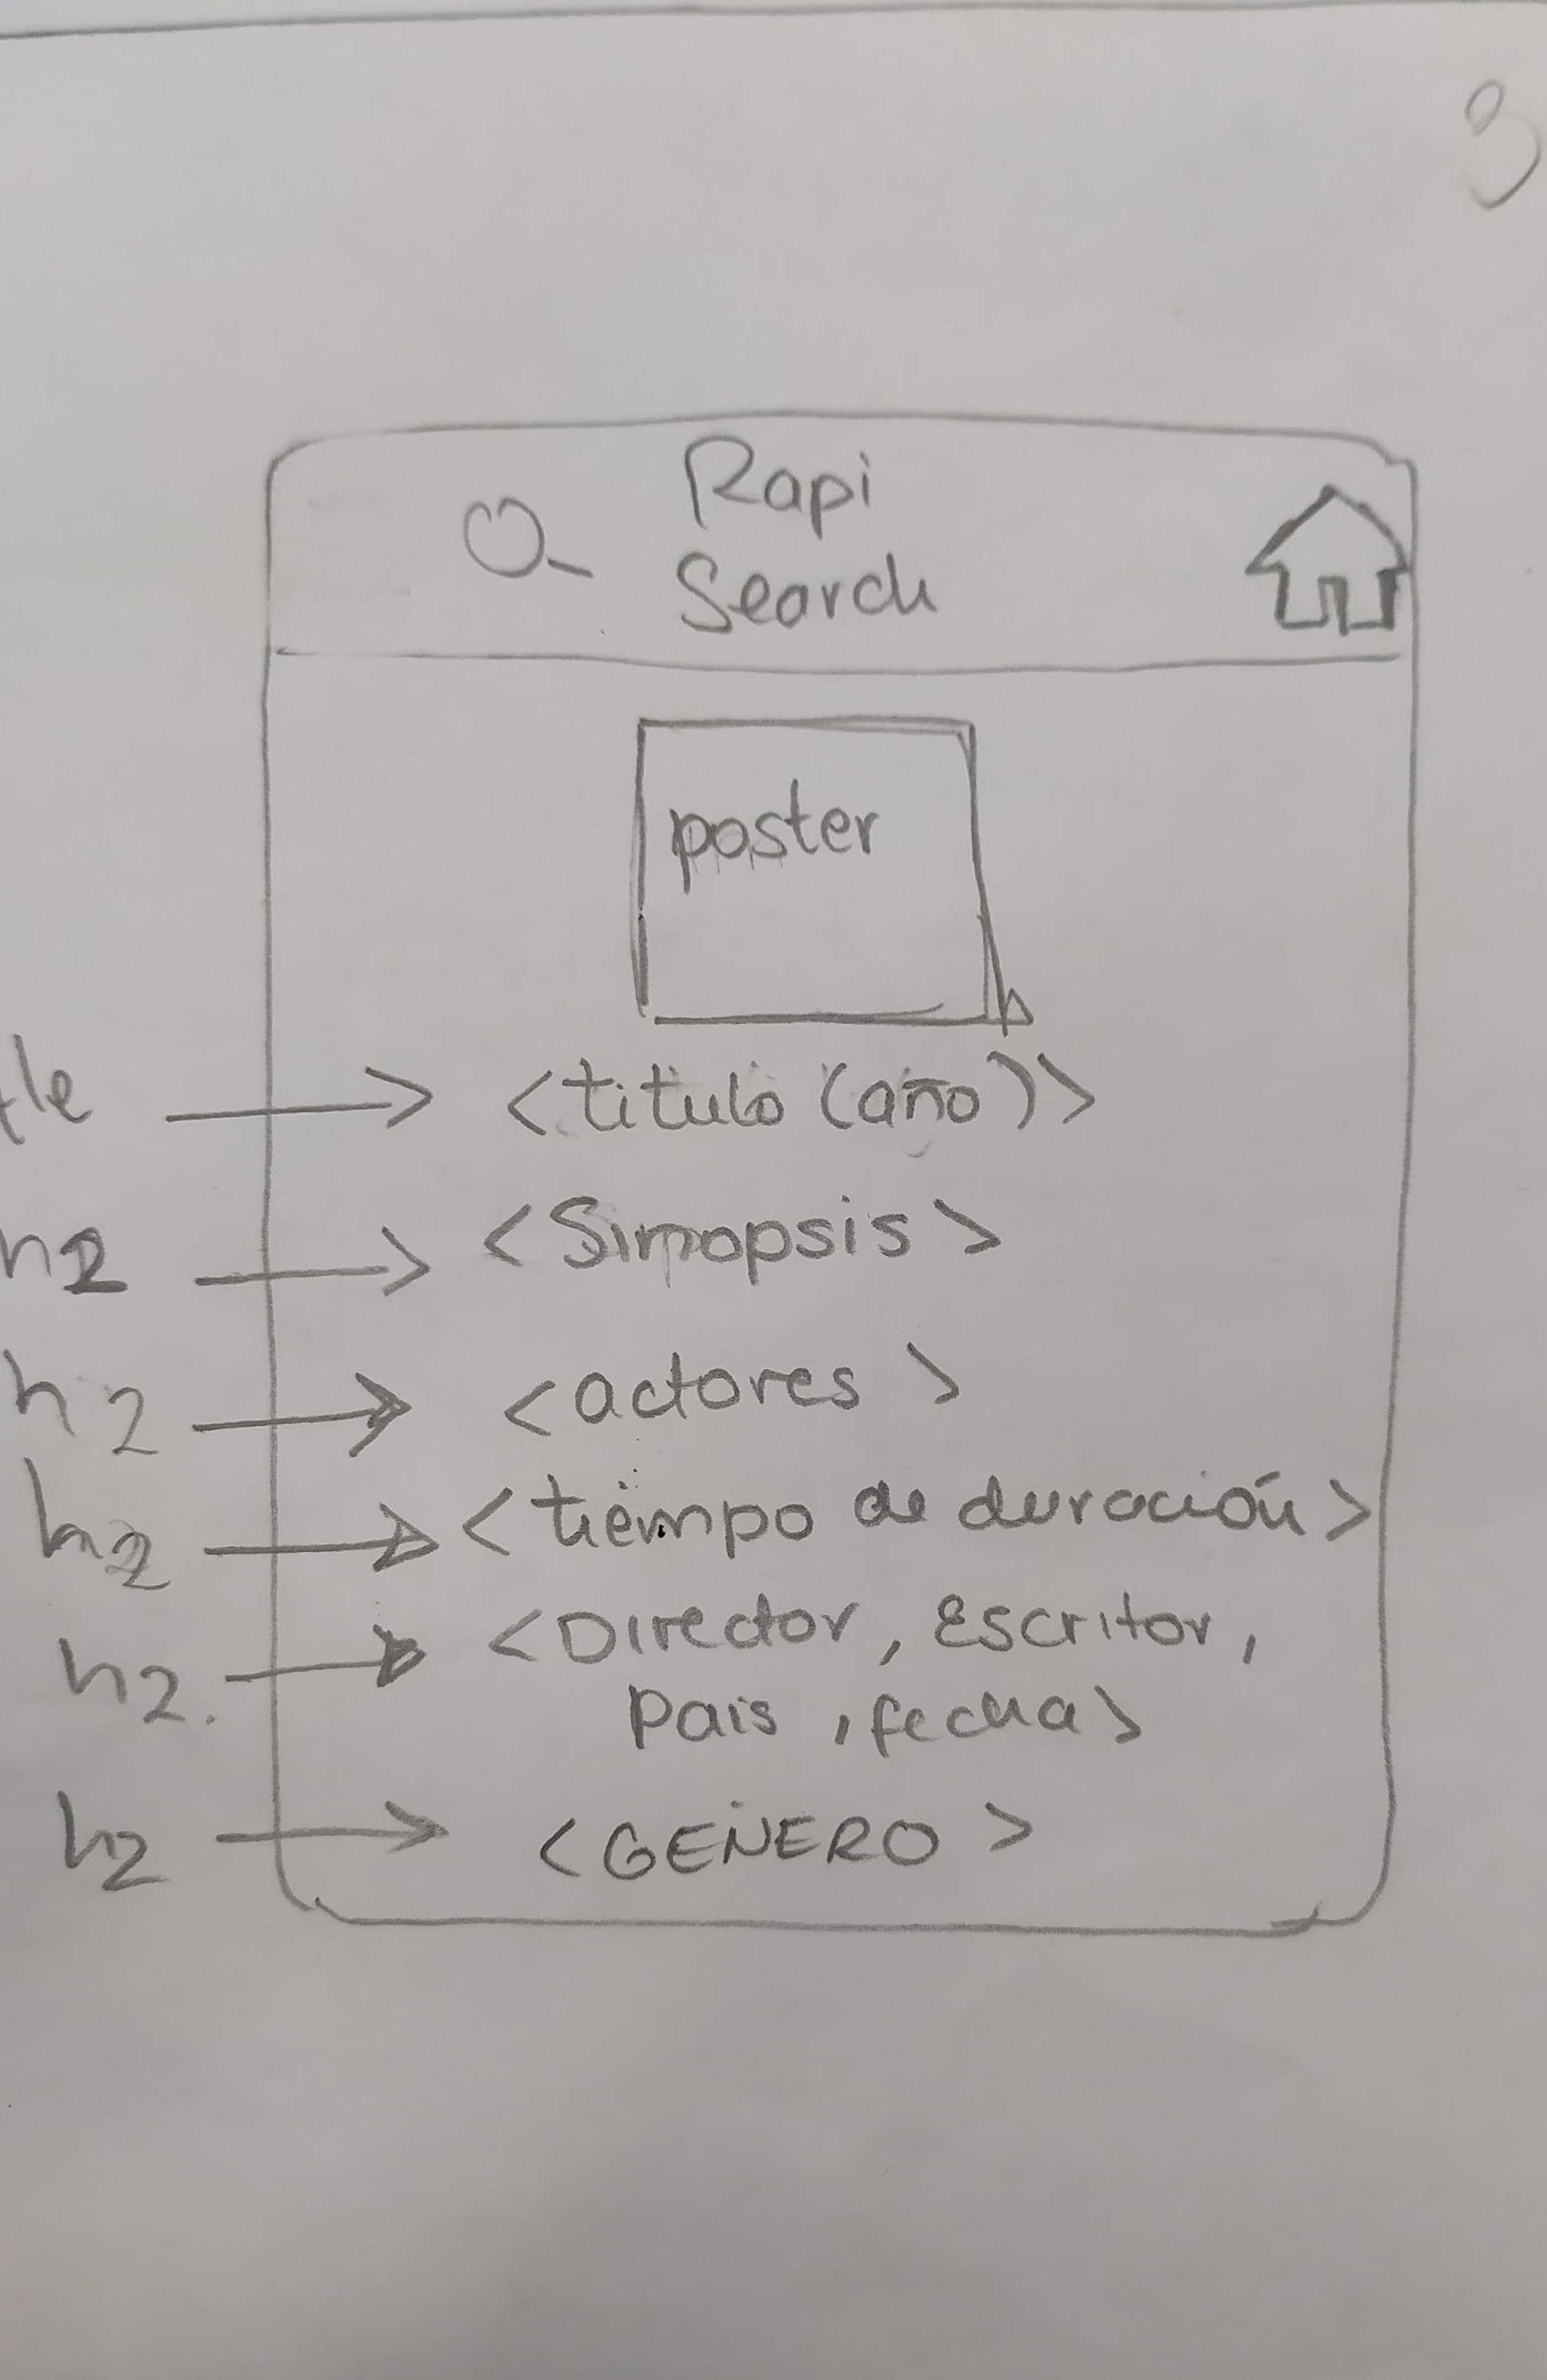 3
Rapi
Search
poster
tle → <titulo (año)>
h2 → <Sinopsis>
h2 → <actores>
h2 → <tiempo de duración>
h2. → <Director, Escritor,
Pais, fecha>
h2 → <GENERO>